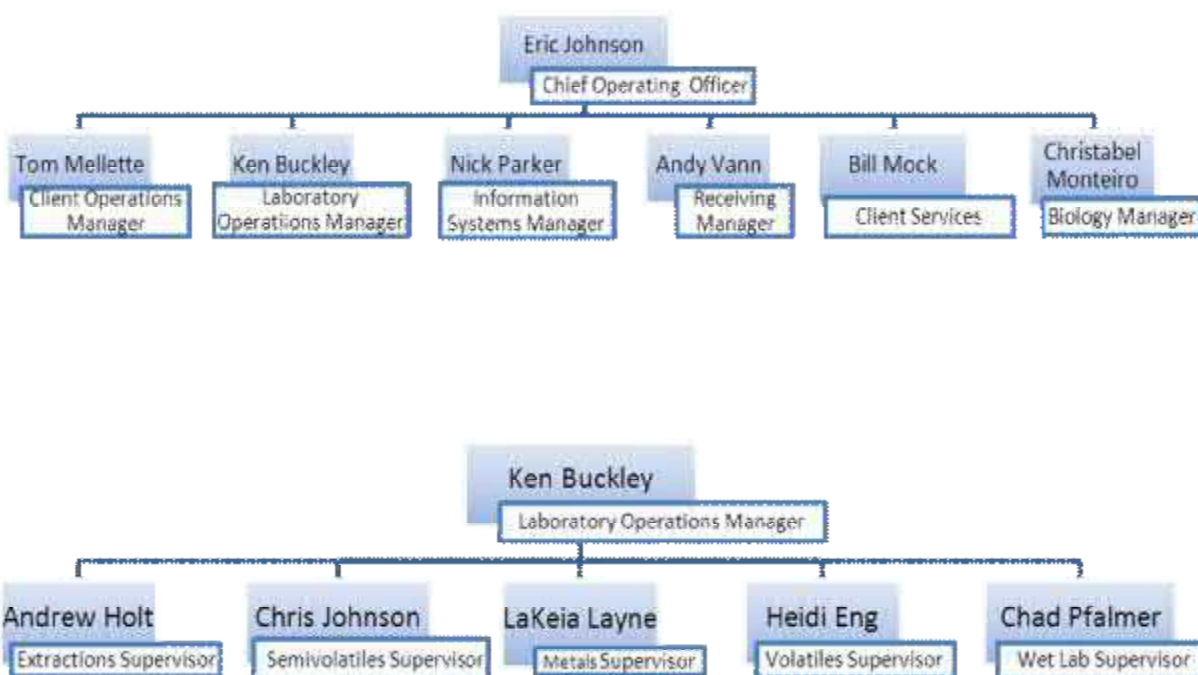 Eric Johnson
Chief Operating Officer
Tom Mellette
Client Operations
Manager
Ken Buckley
Laboratory
Operatiions Manager
Nick Parker
Information
Systems Manager
Andy Vann
Receiving
Manager
Bill Mock
Client Services
Christabel
Monteiro
Biology Manager
Ken Buckley
Laboratory Operations Manager
Andrew Holt
Extractions Supervisor
Chris Johnson
Semivolatiles Supervisor
LaKeia Layne
Metals Supervisor
Heidi Eng
Volatiles Supervisor
Chad Pfalmer
Wet Lab Supervisor